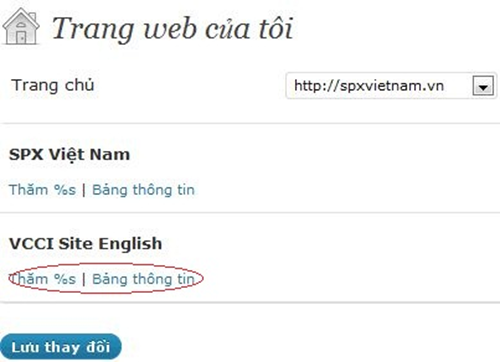 Trang web của tôi
Trang chủ http://spxvietnam.vn
SPX Việt Nam
Thăm %s | Bảng thông tin
VCCI Site English
Thăm %s | Bảng thông tin
Lưu thay đổi